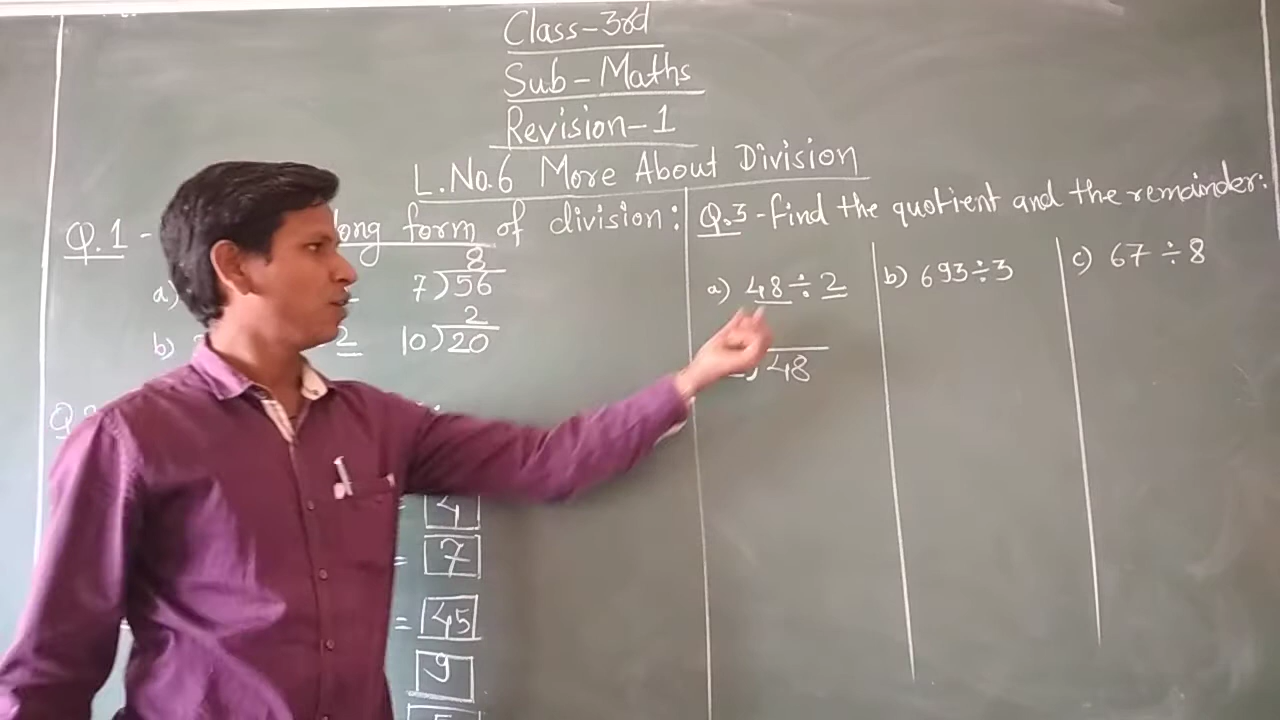 Class-3rd
Sub-Maths
Revision-1
L.No.6 More About Division
Q.1 - long form of division:
a) 7)56 8
b) 2 10)20 2
= 4
= 7
= 45
9
Q.3-Find the quotient and the remainder:
a) 48÷2
)48
b) 693÷3
c) 67÷8